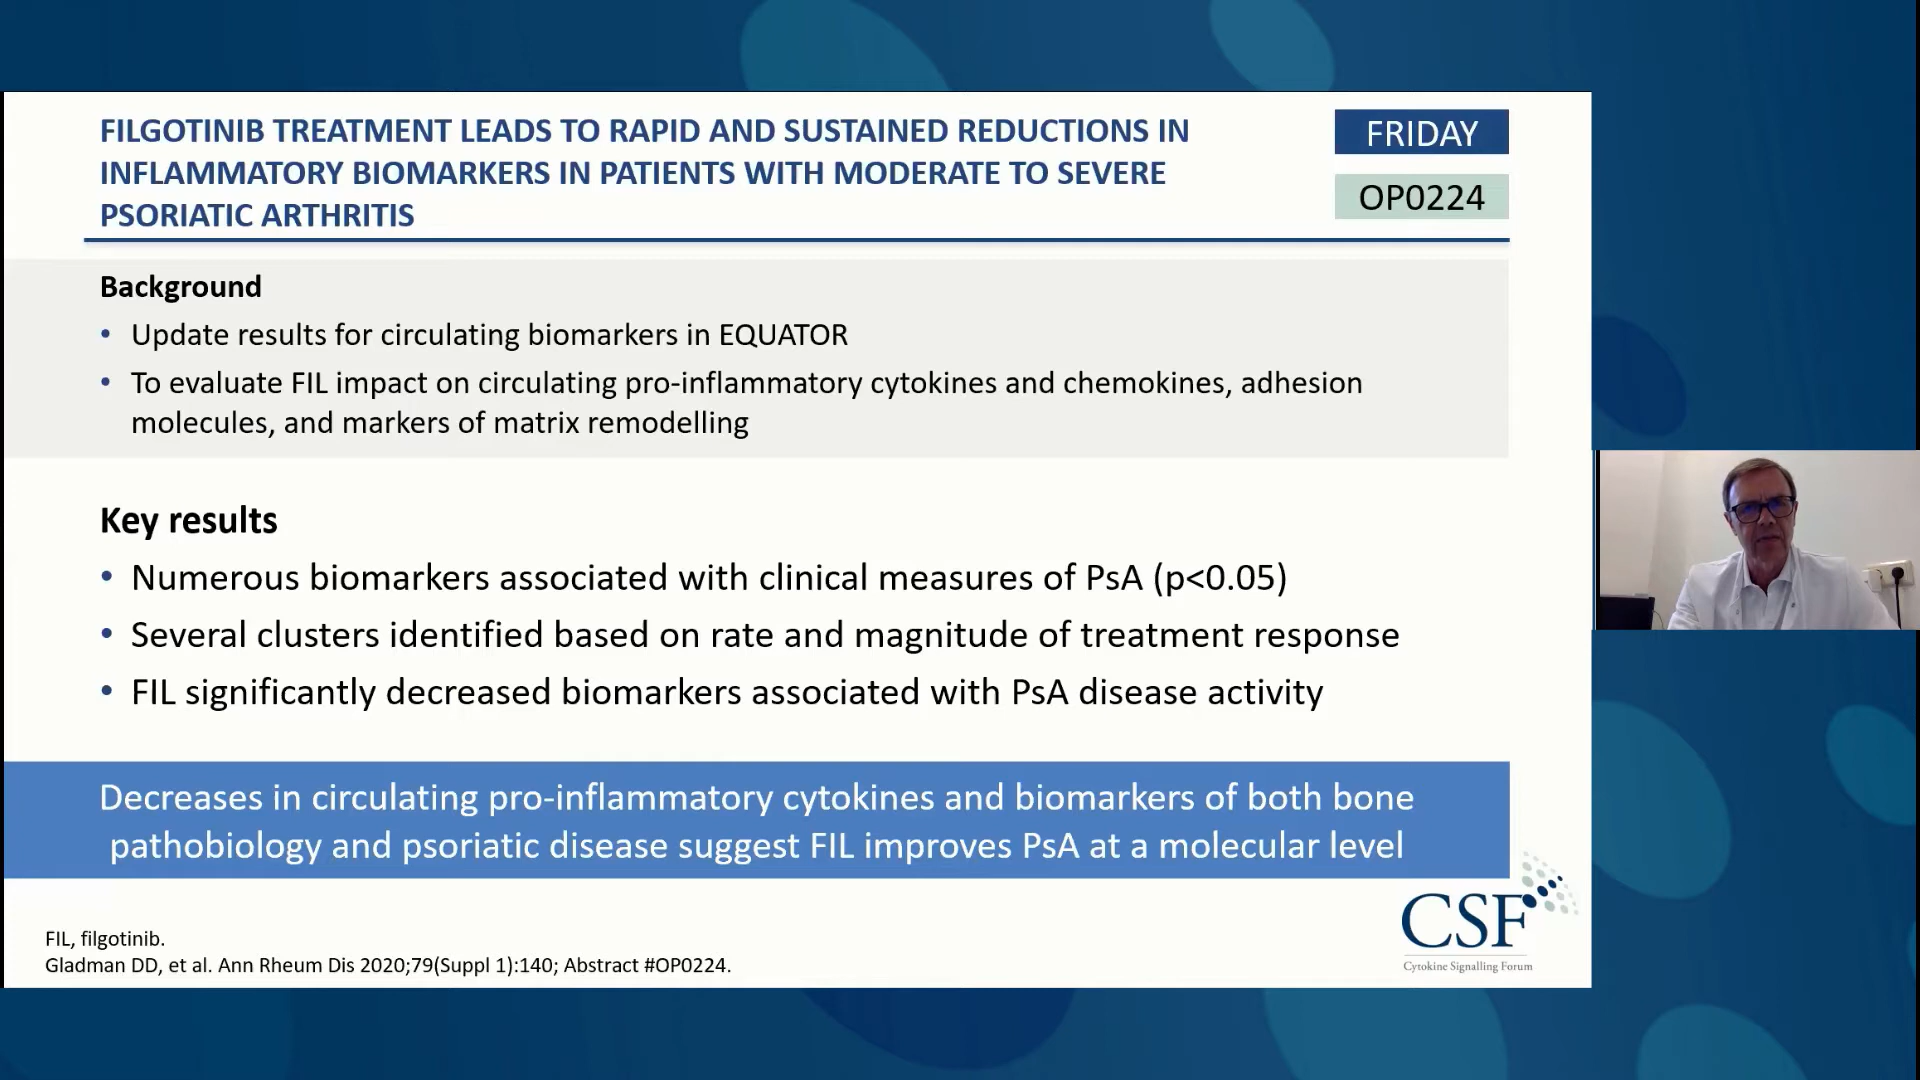 FILGOTINIB TREATMENT LEADS TO RAPID AND SUSTAINED REDUCTIONS IN
INFLAMMATORY BIOMARKERS IN PATIENTS WITH MODERATE TO SEVERE
PSORIATIC ARTHRITIS
FRIDAY
OP0224
Background
• Update results for circulating biomarkers in EQUATOR
• To evaluate FIL impact on circulating pro-inflammatory cytokines and chemokines, adhesion
molecules, and markers of matrix remodelling
Key results
• Numerous biomarkers associated with clinical measures of PsA (p<0.05)
• Several clusters identified based on rate and magnitude of treatment response
• FIL significantly decreased biomarkers associated with PsA disease activity
Decreases in circulating pro-inflammatory cytokines and biomarkers of both bone
pathobiology and psoriatic disease suggest FIL improves PsA at a molecular level
FIL, filgotinib.
Gladman DD, et al. Ann Rheum Dis 2020;79(Suppl 1):140; Abstract #OP0224.
CSF
Cytokine Signalling Forum